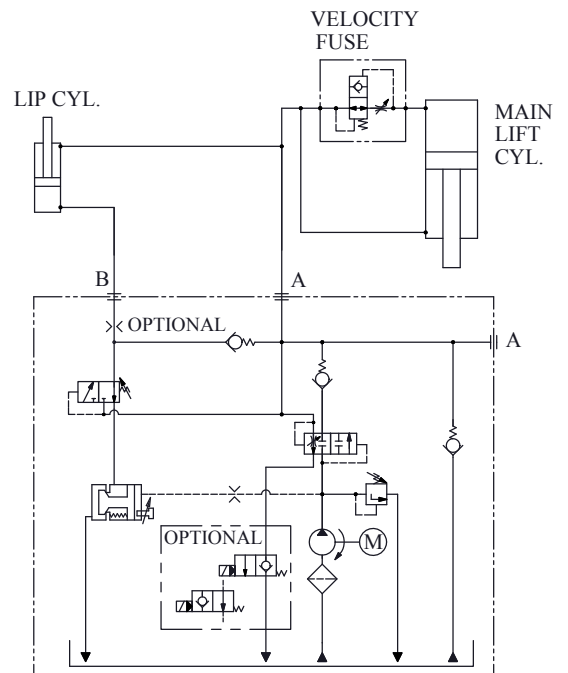 VELOCITY
FUSE
LIP CYL.
MAIN
LIFT
CYL.
B
A
OPTIONAL
A
OPTIONAL
M